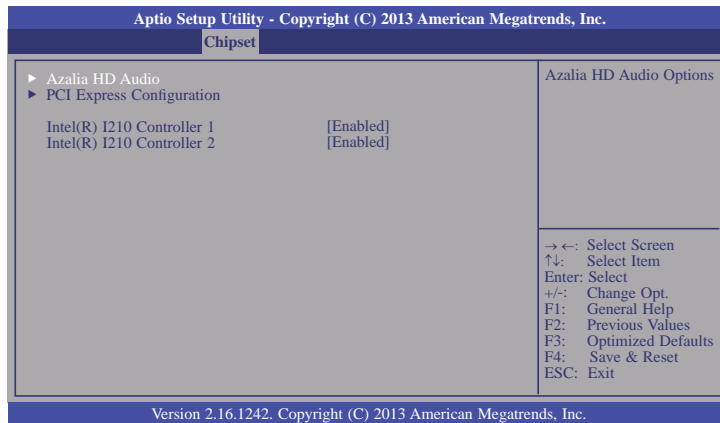 Aptio Setup Utility - Copyright (C) 2013 American Megatrends, Inc.
Chipset
► Azalia HD Audio
► PCI Express Configuration
Intel(R) I210 Controller 1 [Enabled]
Intel(R) I210 Controller 2 [Enabled]
Azalia HD Audio Options
→←: Select Screen
↑↓: Select Item
Enter: Select
+/-: Change Opt.
F1: General Help
F2: Previous Values
F3: Optimized Defaults
F4: Save & Reset
ESC: Exit
Version 2.16.1242. Copyright (C) 2013 American Megatrends, Inc.